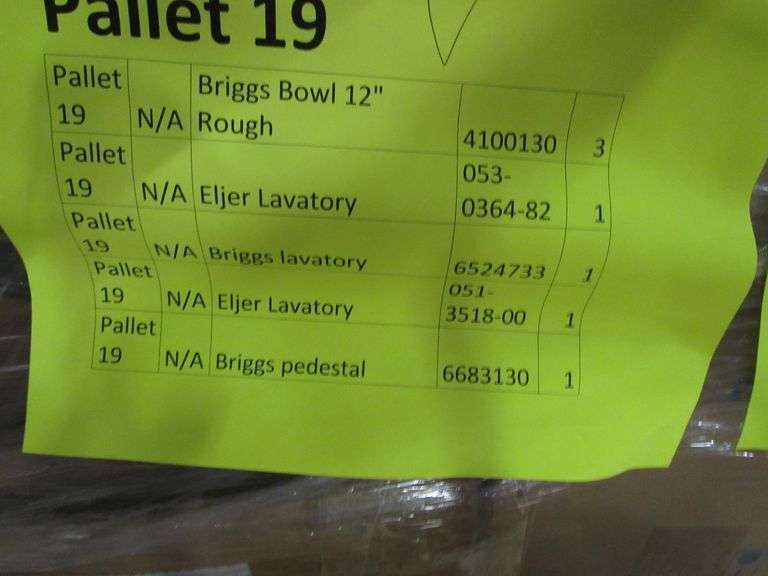 Pallet 19
Pallet 19 N/A Briggs Bowl 12" Rough 4100130 3
Pallet 19 N/A Eljer Lavatory 053-0364-82 1
Pallet 19 N/A Briggs lavatory 6524733 1
Pallet 19 N/A Eljer Lavatory 051-3518-00 1
Pallet 19 N/A Briggs pedestal 6683130 1